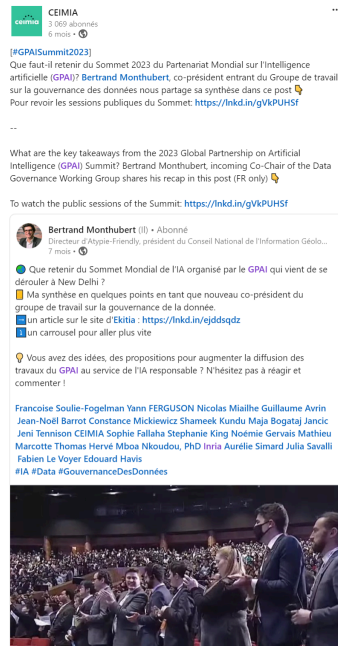 ceimia
CEIMIA
3 069 abonnés
6 mois •
[#GPAISummit2023]
Que faut-il retenir du Sommet 2023 du Partenariat Mondial sur l'Intelligence
artificielle (GPAI)? Bertrand Monthubert, co-président entrant du Groupe de travail
sur la gouvernance des données nous partage sa synthèse dans ce post 👇
Pour revoir les sessions publiques du Sommet: https://lnkd.in/gVkPUHSf
--
What are the key takeaways from the 2023 Global Partnership on Artificial
Intelligence (GPAI) Summit? Bertrand Monthubert, incoming Co-Chair of the Data
Governance Working Group shares his recap in this post (FR only) 👇
To watch the public sessions of the Summit: https://lnkd.in/gVkPUHSf
Bertrand Monthubert (Il) • Abonné
Directeur d'Atypie-Friendly, président du Conseil National de l'Information Géolo...
7 mois •
🌍 Que retenir du Sommet Mondial de l'IA organisé par le GPAI qui vient de se
dérouler à New Delhi ?
📒 Ma synthèse en quelques points en tant que nouveau co-président du
groupe de travail sur la gouvernance de la donnée.
➡️un article sur le site d'Ekitia : https://lnkd.in/ejddsqdz
⤵️un carrousel pour aller plus vite
💡 Vous avez des idées, des propositions pour augmenter la diffusion des
travaux du GPAI au service de l'IA responsable ? N'hésitez pas à réagir et
commenter !
Francoise Soulie-Fogelman Yann FERGUSON Nicolas Miailhe Guillaume Avrin
Jean-Noël Barrot Constance Mickiewicz Shameek Kundu Maja Bogataj Jancic
Jeni Tennison CEIMIA Sophie Fallaha Stephanie King Noémie Gervais Mathieu
Marcotte Thomas Hervé Mboa Nkoudou, PhD Inria Aurélie Simard Julia Savalli
Fabien Le Voyer Edouard Havis
#IA #Data #GouvernanceDesDonnées